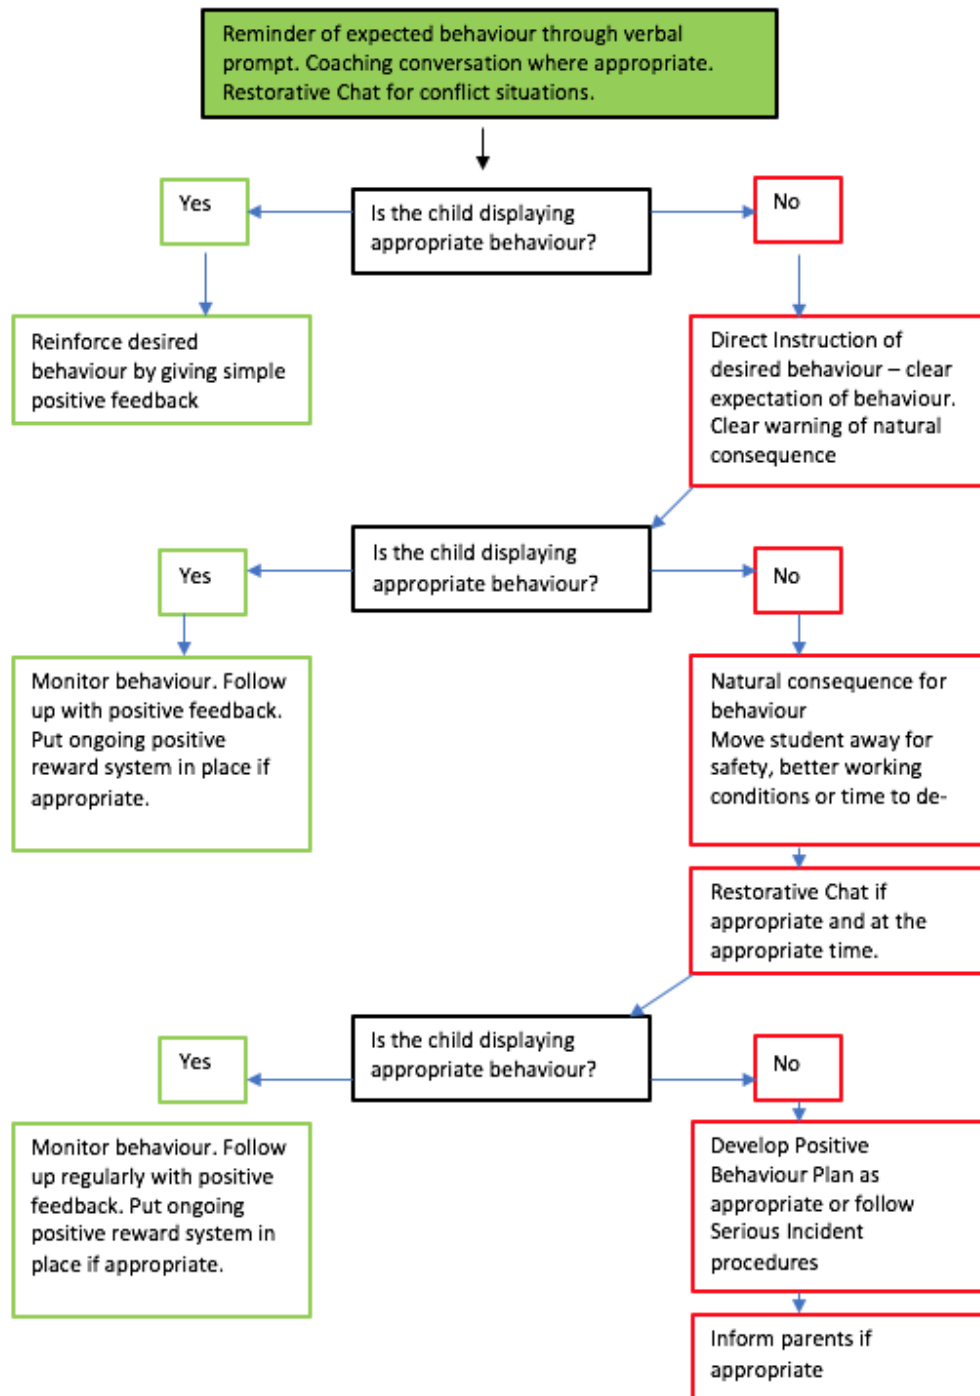 Reminder of expected behaviour through verbal
prompt. Coaching conversation where appropriate.
Restorative Chat for conflict situations.
Yes
Is the child displaying
appropriate behaviour?
No
Reinforce desired
behaviour by giving simple
positive feedback
Direct Instruction of
desired behaviour – clear
expectation of behaviour.
Clear warning of natural
consequence
Yes
Is the child displaying
appropriate behaviour?
No
Monitor behaviour. Follow
up with positive feedback.
Put ongoing positive
reward system in place if
appropriate.
Natural consequence for
behaviour
Move student away for
safety, better working
conditions or time to de-
Restorative Chat if
appropriate and at the
appropriate time.
Yes
Is the child displaying
appropriate behaviour?
No
Monitor behaviour. Follow
up regularly with positive
feedback. Put ongoing
positive reward system in
place if appropriate.
Develop Positive
Behaviour Plan as
appropriate or follow
Serious Incident
procedures
Inform parents if
appropriate